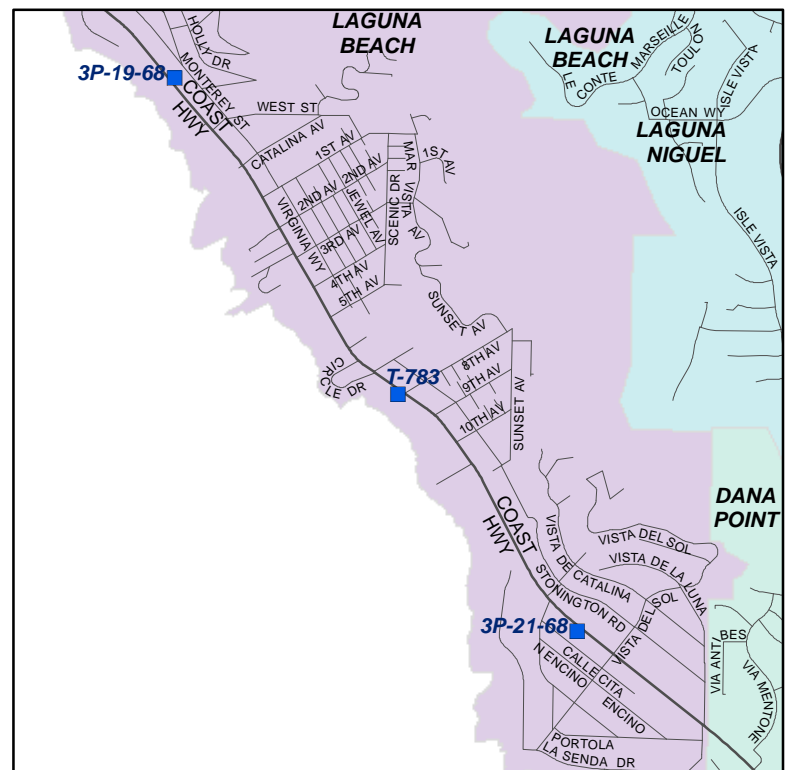 LAGUNA
BEACH
LAGUNA
BEACH
HOLLY DR
MONTEREY ST
3P-19-68
COAST
HWY
WEST ST
CATALINA AV
1ST AV
2ND AV
2ND AV
JEWEL AV
SCENIC DR
MAR VISTA AV
1ST AV
VIRGINIA WY
3RD AV
4TH AV
5TH AV
LE CONTE
MARSEILLE
TOULON
ISLE VISTA
OCEAN WY
LAGUNA
NIGUEL
ISLE VISTA
SUNSET AV
CIRCLE DR
T-783
8TH AV
9TH AV
10TH AV
SUNSET AV
COAST
HWY
DANA
POINT
VISTA DEL SOL
VISTA DE CATALINA
VISTA DE LA LUNA
STONINGTON RD
VISTA DEL SOL
3P-21-68
CALLECITA
N ENCINO
ENCINO
VIA ANTIBES
VIA MENTONE
PORTOLA
LA SENDA DR